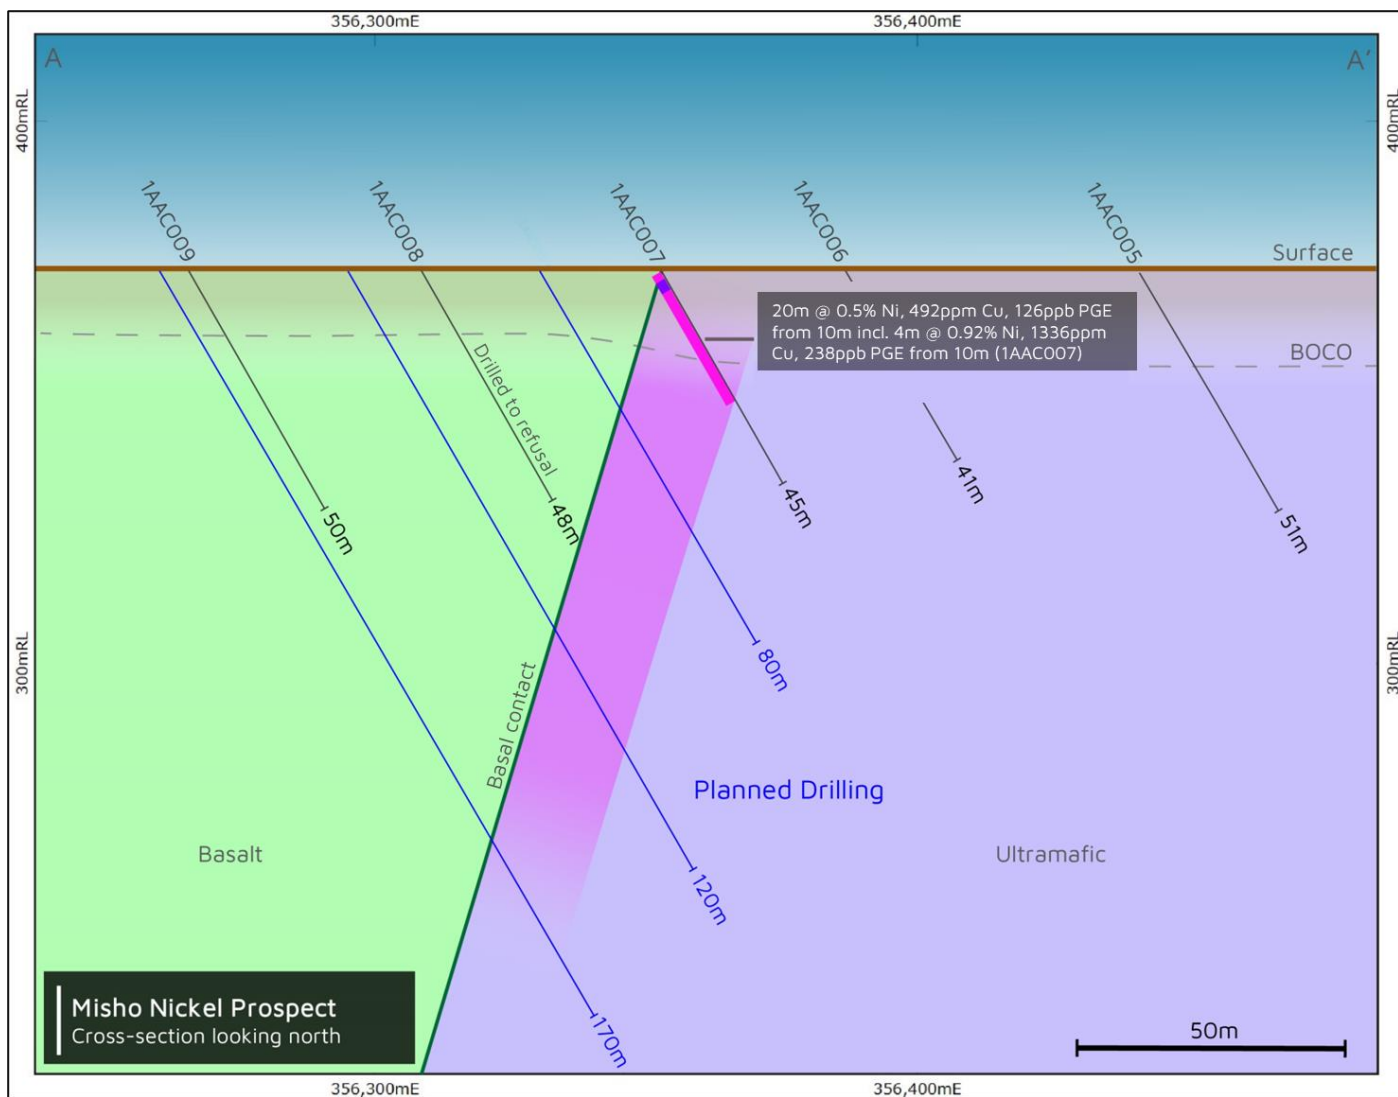 356,300mE
356,400mE
A
A'
400mRL
400mRL
1AAC009
1AAC008
1AAC007
1AAC006
1AAC005
Surface
20m @ 0.5% Ni, 492ppm Cu, 126ppb PGE
from 10m incl. 4m @ 0.92% Ni, 1336ppm
Cu, 238ppb PGE from 10m (1AAC007)
BOCO
Drilled to refusal
50m
48m
45m
41m
51m
300mRL
300mRL
80m
Basal contact
Planned Drilling
120m
Basalt
Ultramafic
170m
Misho Nickel Prospect
Cross-section looking north
50m
356,300mE
356,400mE